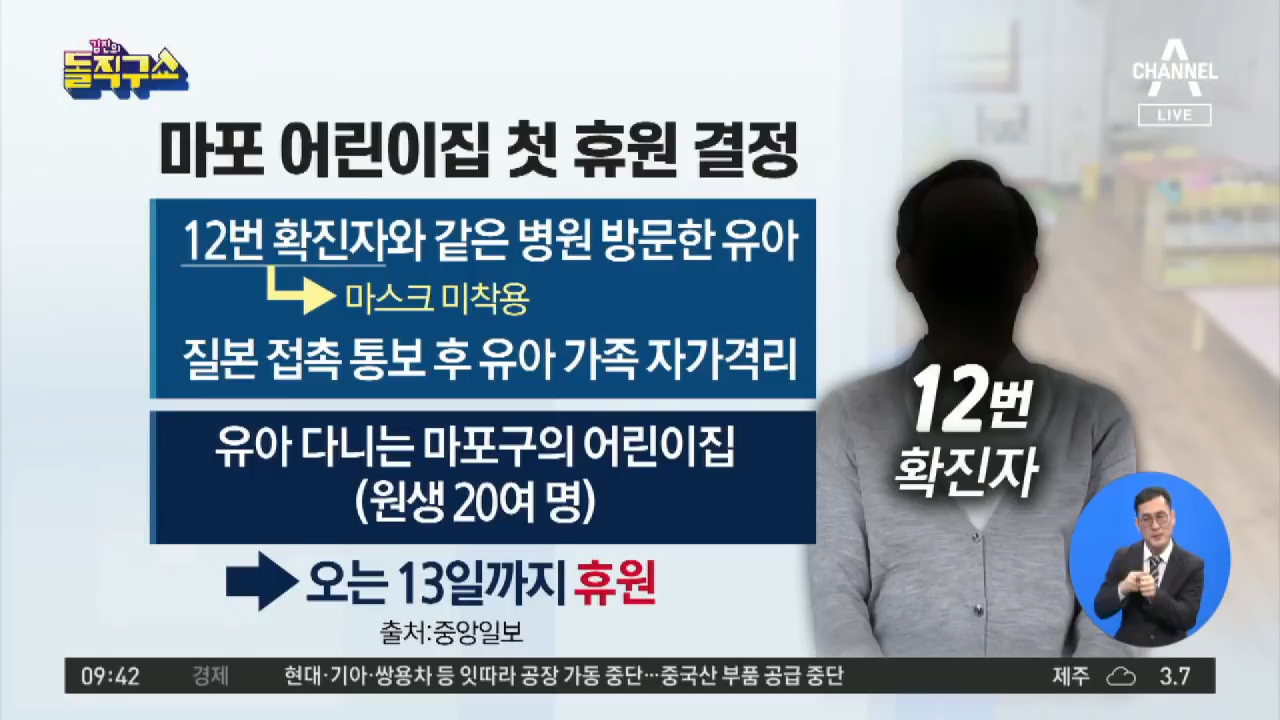 김진의
돌직구쇼
CHANNEL
LIVE
마포 어린이집 첫 휴원 결정
12번 확진자와 같은 병원 방문한 유아
마스크 미착용
질본 접촉 통보 후 유아 가족 자가격리
12번
확진자
유아 다니는 마포구의 어린이집
(원생 20여 명)
오는 13일까지 휴원
출처:중앙일보
09:42 경제 현대·기아·쌍용차 등 잇따라 공장 가동 중단…중국산 부품 공급 중단 제주 3.7